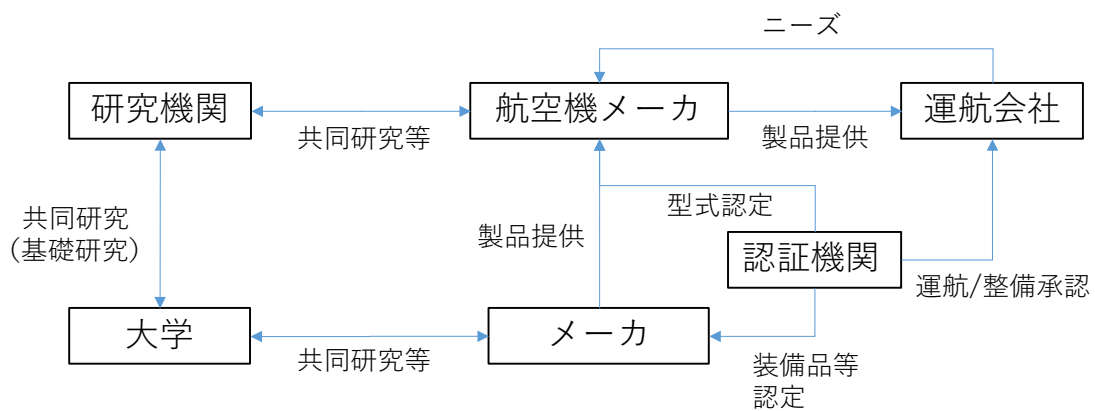 ニーズ
研究機関
航空機メーカ
運航会社
共同研究等
製品提供
共同研究
(基礎研究)
製品提供
型式認定
認証機関
運航/整備承認
大学
メーカ
共同研究等
装備品等
認定